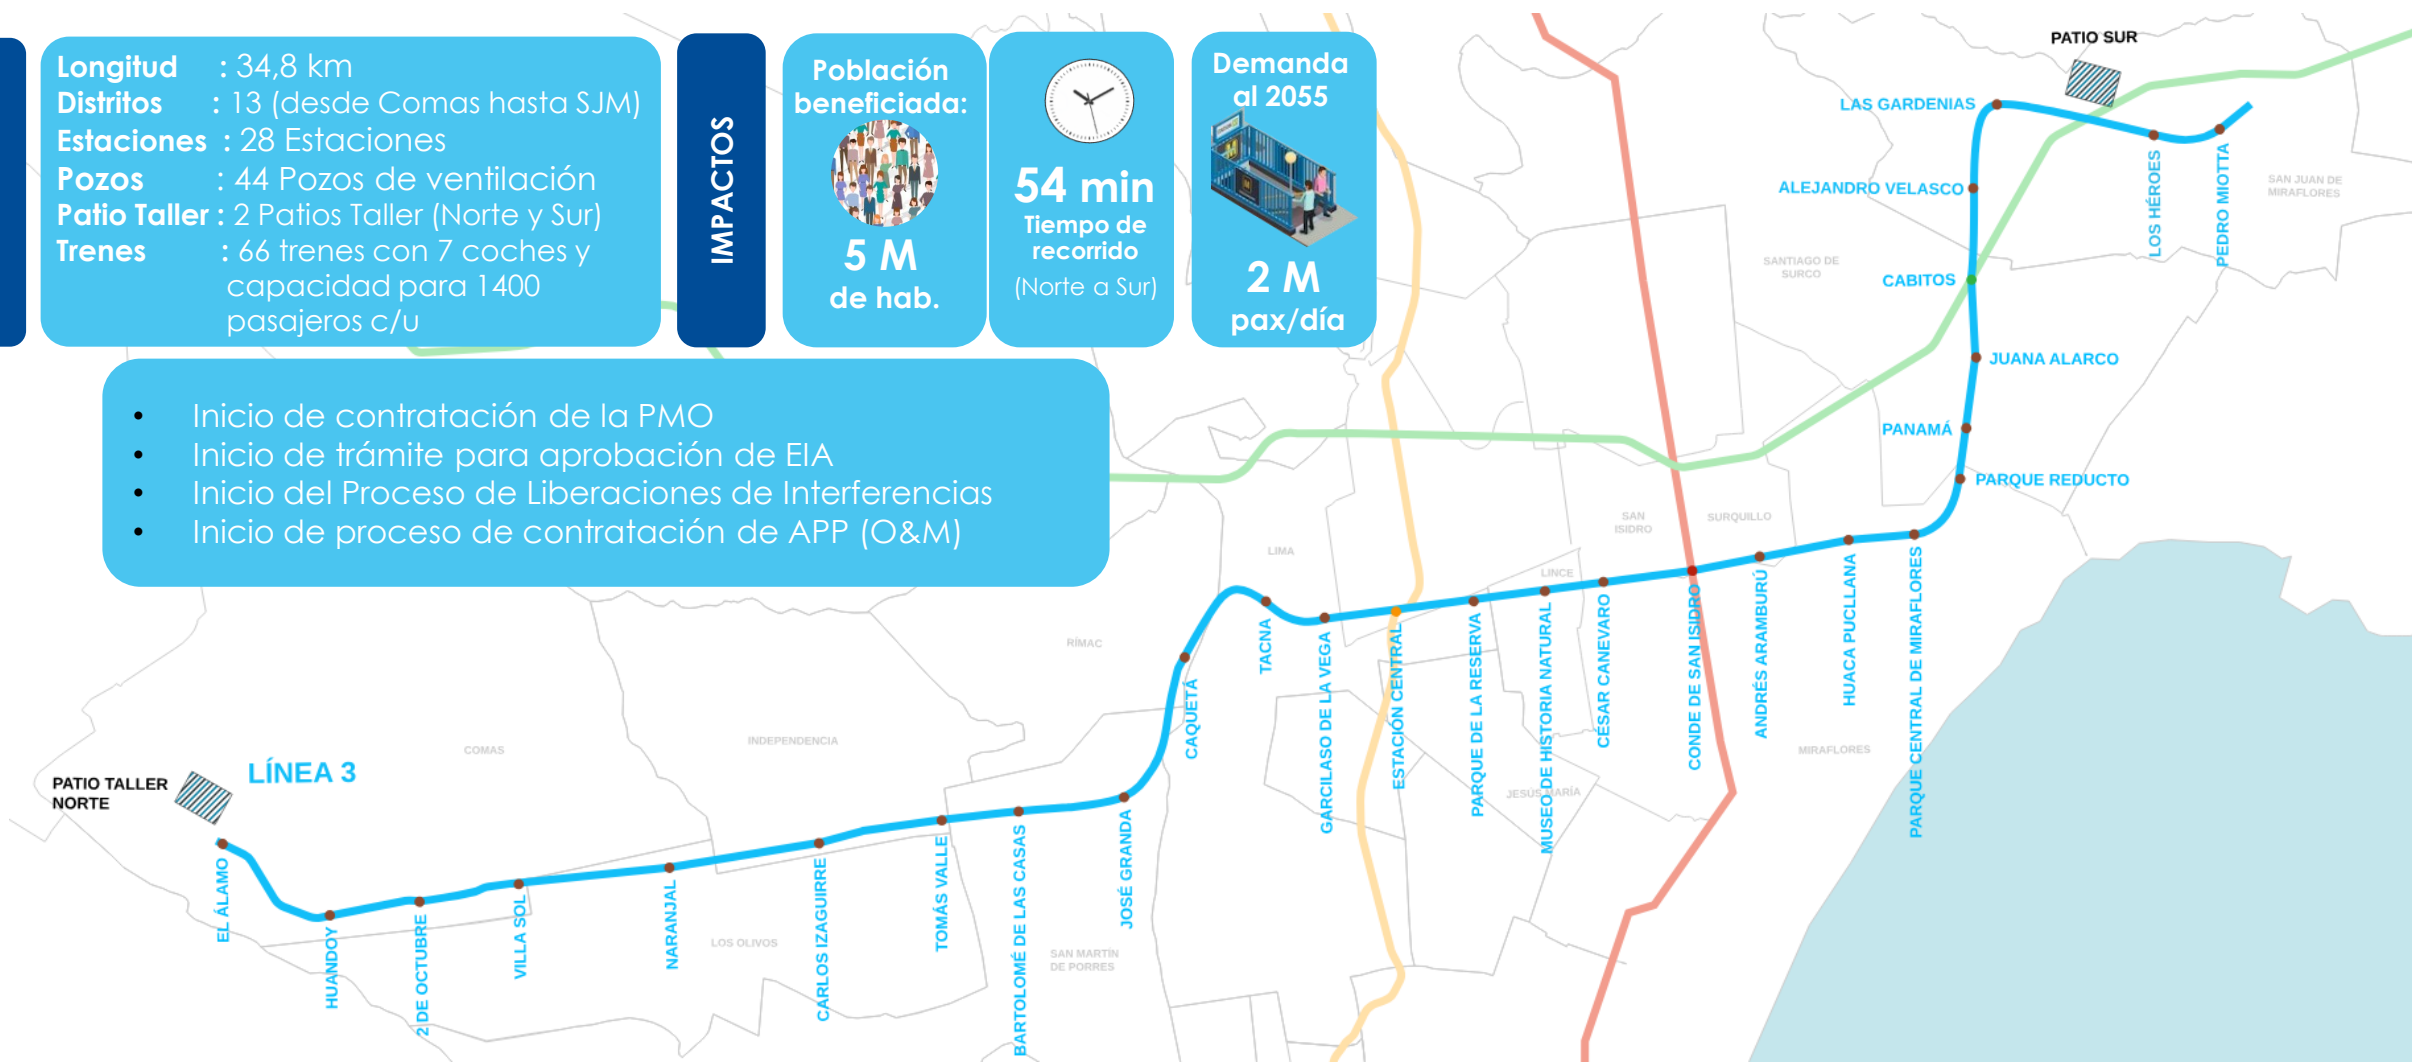 Longitud : 34,8 km
Distritos : 13 (desde Comas hasta SJM)
Estaciones : 28 Estaciones
Pozos : 44 Pozos de ventilación
Patio Taller : 2 Patios Taller (Norte y Sur)
Trenes : 66 trenes con 7 coches y
capacidad para 1400
pasajeros c/u
IMPACTOS
Población
beneficiada:
5 M
de hab.
54 min
Tiempo de
recorrido
(Norte a Sur)
Demanda
al 2055
2 M
pax/día
• Inicio de contratación de la PMO
• Inicio de trámite para aprobación de EIA
• Inicio del Proceso de Liberaciones de Interferencias
• Inicio de proceso de contratación de APP (O&M)
PATIO SUR
LAS GARDENIAS
LOS HÉROES
PEDRO MIOTTA
SAN JUAN DE
MIRAFLORES
ALEJANDRO VELASCO
SANTIAGO DE
SURCO
CABITOS
JUANA ALARCO
PANAMÁ
PARQUE REDUCTO
SAN
ISIDRO
SURQUILLO
LIMA
LINCE
RÍMAC
COMAS
INDEPENDENCIA
MIRAFLORES
JESÚS MARÍA
LOS OLIVOS
SAN MARTÍN
DE PORRES
LÍNEA 3
PATIO TALLER
NORTE
EL ÁLAMO
HUANDOY
2 DE OCTUBRE
VILLA SOL
NARANJAL
CARLOS IZAGUIRRE
TOMÁS VALLE
BARTOLOMÉ DE LAS CASAS
JOSÉ GRANDA
CAQUETÁ
TACNA
GARCILASO DE LA VEGA
ESTACIÓN CENTRAL
PARQUE DE LA RESERVA
MUSEO DE HISTORIA NATURAL
CÉSAR CANEVARO
CONDE DE SAN ISIDRO
ANDRÉS ARAMBURÚ
HUACA PUCLLANA
PARQUE CENTRAL DE MIRAFLORES